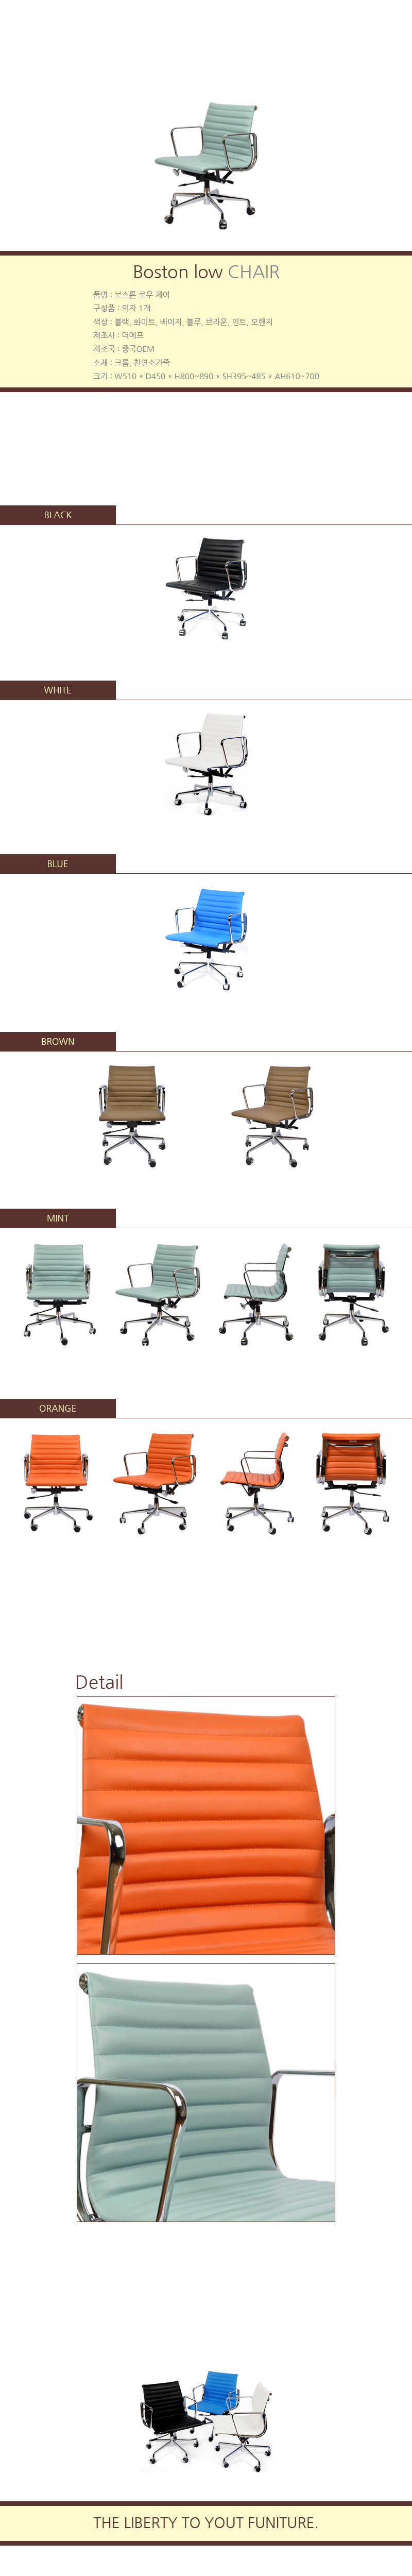 Boston low CHAIR
품명 : 보스톤 로우 체어
구성품 : 의자 1개
색상 : 블랙, 화이트, 베이지, 블루, 브라운, 민트, 오렌지
제조사 : 더에프
제조국 : 중국OEM
소재 : 크롬, 천연소가죽
크기 : W510 * D450 * H800~890 * SH395~485 * AH610~700
BLACK
WHITE
BLUE
BROWN
MINT
ORANGE
Detail
THE LIBERTY TO YOUT FUNITURE.